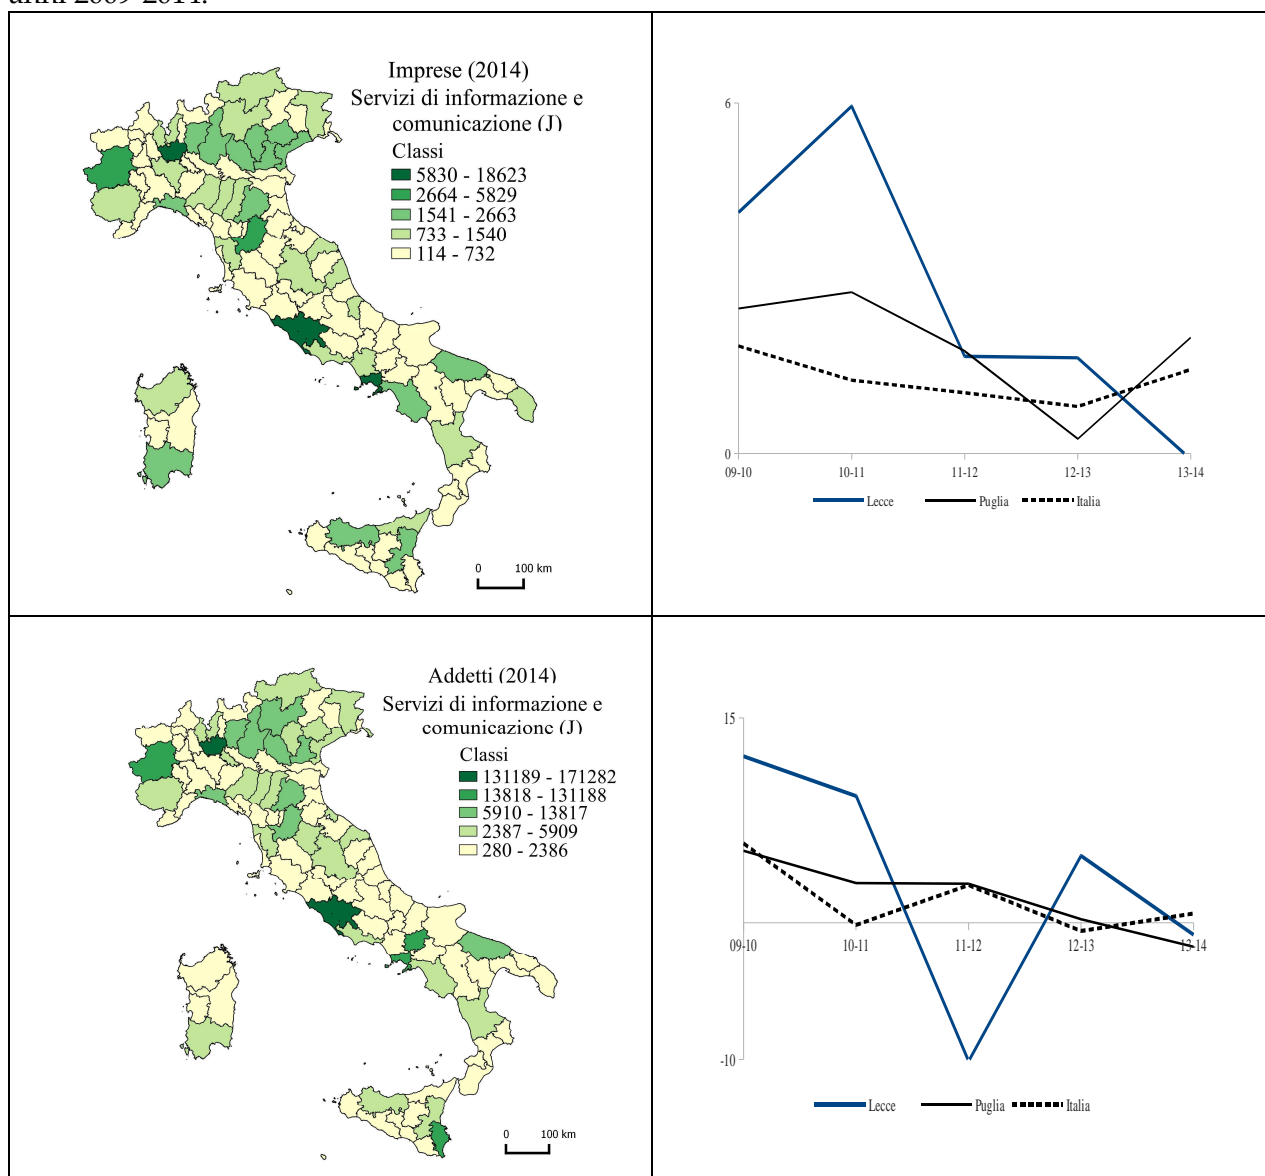 anni 2009-2014.
Imprese (2014)
Servizi di informazione e
comunicazione (J)
Classi
5830 - 18623
2664 - 5829
1541 - 2663
733 - 1540
114 - 732
0 100 km
6
0
09-10 10-11 11-12 12-13 13-14
Lecce Puglia Italia
Addetti (2014)
Servizi di informazione e
comunicazione (J)
Classi
131189 - 171282
13818 - 131188
5910 - 13817
2387 - 5909
280 - 2386
0 100 km
15
09-10 10-11 11-12 12-13 13-14
-10
Lecce Puglia Italia